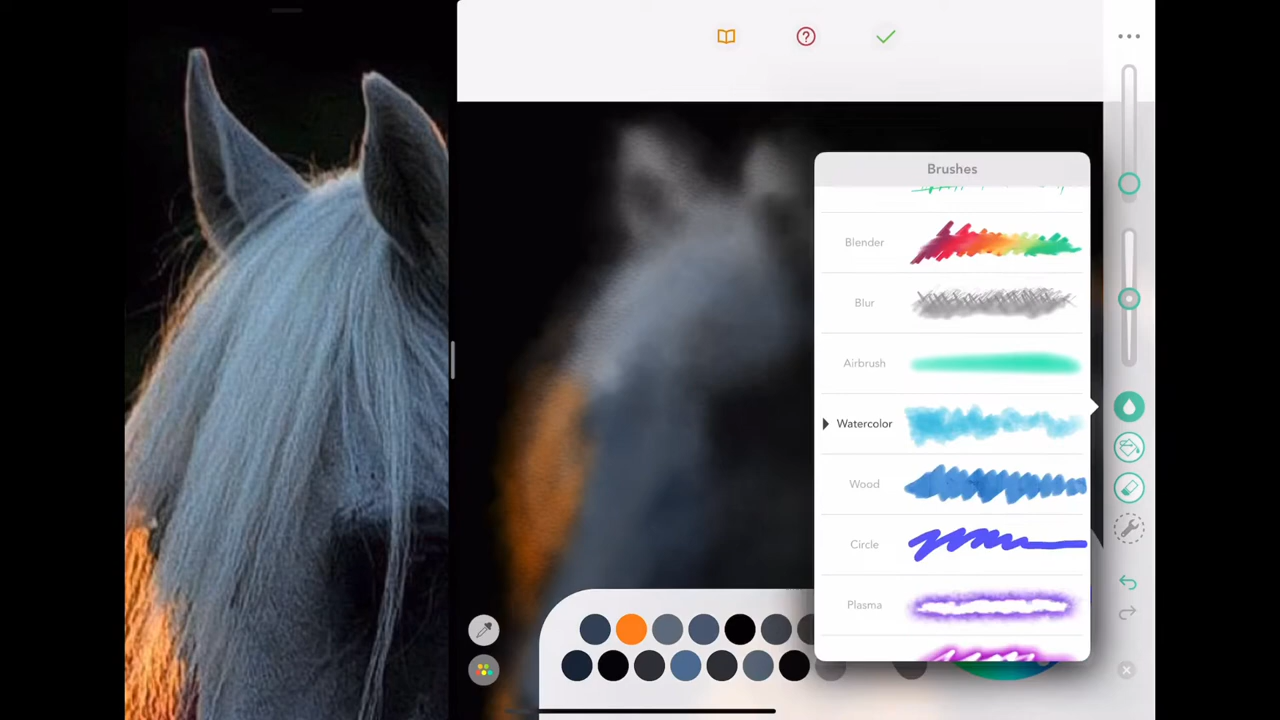 Brushes
Blender
Blur
Airbrush
Watercolor
Wood
Circle
Plasma